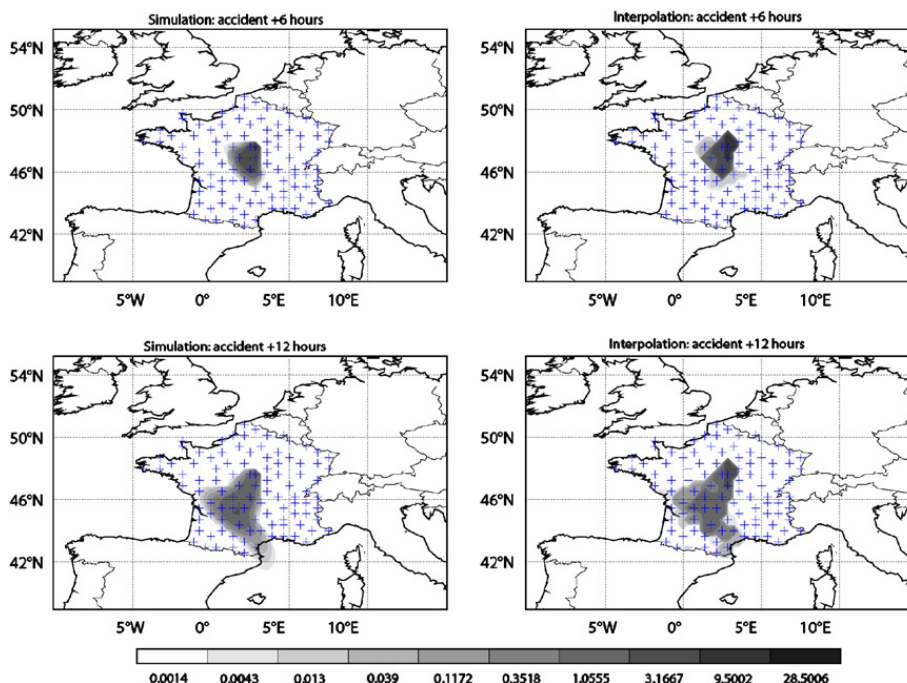 Simulation: accident +6 hours
Interpolation: accident +6 hours
54°N
54°N
50°N
50°N
46°N
46°N
42°N
42°N
5°W 0° 5°E 10°E
5°W 0° 5°E 10°E
Simulation: accident +12 hours
Interpolation: accident +12 hours
54°N
54°N
50°N
50°N
46°N
46°N
42°N
42°N
5°W 0° 5°E 10°E
5°W 0° 5°E 10°E
0.0014 0.0043 0.013 0.039 0.1172 0.3518 1.0555 3.1667 9.5002 28.5006